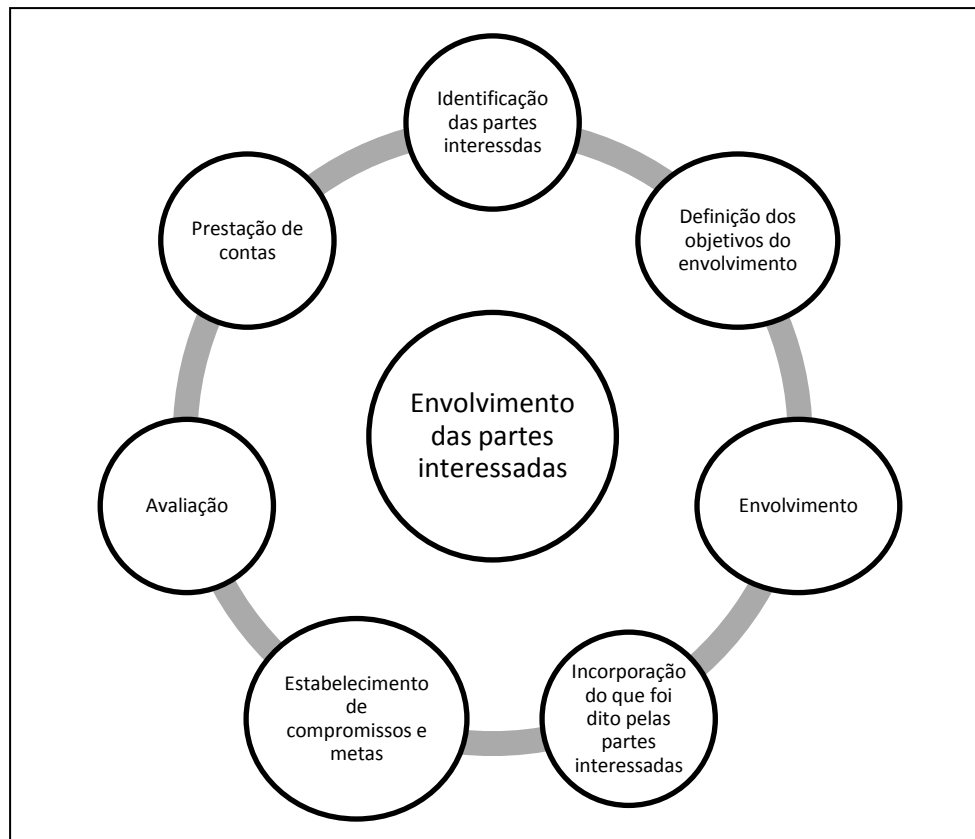 Identificação
das partes
interessdas
Definição dos
objetivos do
envolvimento
Envolvimento
Incorporação
do que foi
dito pelas
partes
interessadas
Estabelecimento
de
compromissos e
metas
Avaliação
Prestação de
contas
Envolvimento
das partes
interessadas